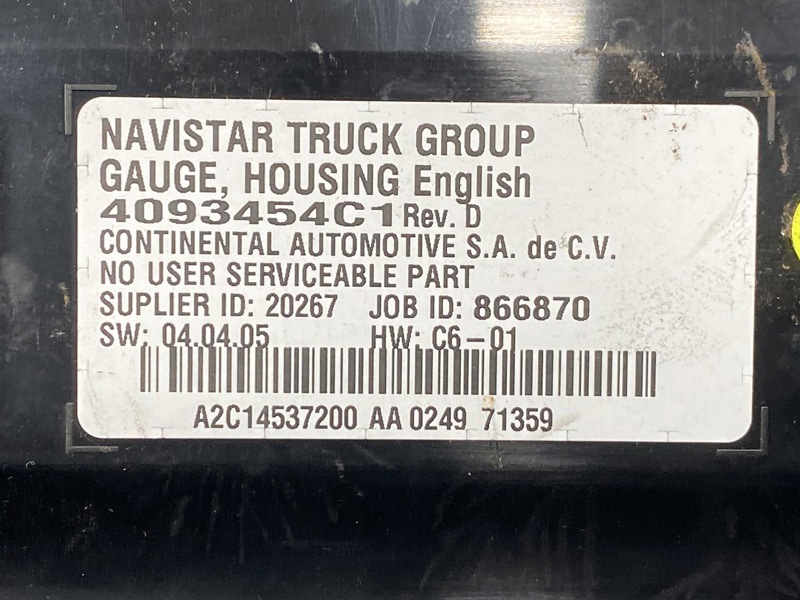 NAVISTAR TRUCK GROUP
GAUGE, HOUSING English
4093454C1 Rev. D
CONTINENTAL AUTOMOTIVE S.A. de C.V.
NO USER SERVICEABLE PART
SUPLIER ID: 20267 JOB ID: 866870
SW: 04.04.05 HW: C6-01
A2C14537200 AA 0249 71359